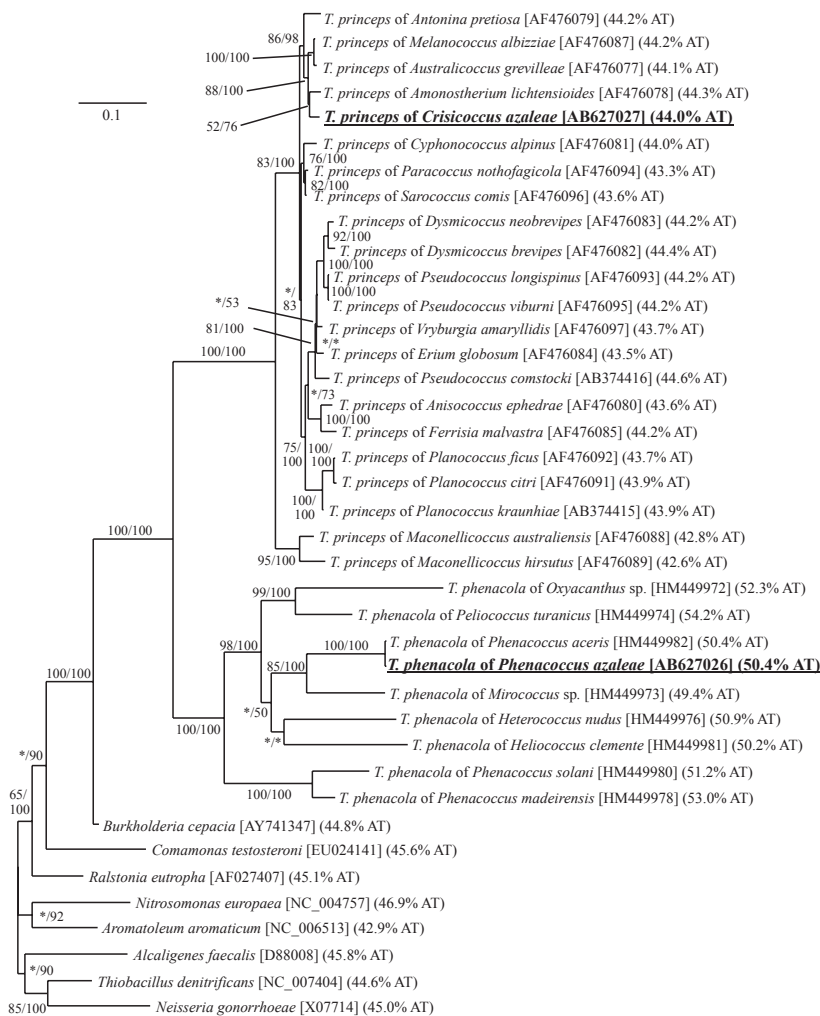 T. princeps of Antonina pretiosa [AF476079] (44.2% AT)
86/98
T. princeps of Melanococcus albizziae [AF476087] (44.2% AT)
100/100
T. princeps of Australicoccus grevilleae [AF476077] (44.1% AT)
88/100
T. princeps of Amonostherium lichtensioides [AF476078] (44.3% AT)
0.1
T. princeps of Crisicoccus azaleae [AB627027] (44.0% AT)
52/76
T. princeps of Cyphonococcus alpinus [AF476081] (44.0% AT)
83/100
76/100
T. princeps of Paracoccus nothofagicola [AF476094] (43.3% AT)
82/100
T. princeps of Sarococcus comis [AF476096] (43.6% AT)
T. princeps of Dysmicoccus neobrevipes [AF476083] (44.2% AT)
92/100
T. princeps of Dysmicoccus brevipes [AF476082] (44.4% AT)
100/100
T. princeps of Pseudococcus longispinus [AF476093] (44.2% AT)
*/
83
100/100
*/53
T. princeps of Pseudococcus viburni [AF476095] (44.2% AT)
81/100
T. princeps of Vryburgia amaryllidis [AF476097] (43.7% AT)
*/*
100/100
T. princeps of Erium globosum [AF476084] (43.5% AT)
T. princeps of Pseudococcus comstocki [AB374416] (44.6% AT)
*/73
T. princeps of Anisococcus ephedrae [AF476080] (43.6% AT)
100/100
T. princeps of Ferrisia malvastra [AF476085] (44.2% AT)
75/
100
100/
100
T. princeps of Planococcus ficus [AF476092] (43.7% AT)
T. princeps of Planococcus citri [AF476091] (43.9% AT)
100/
100
T. princeps of Planococcus kraunhiae [AB374415] (43.9% AT)
100/100
T. princeps of Maconellicoccus australiensis [AF476088] (42.8% AT)
95/100
T. princeps of Maconellicoccus hirsutus [AF476089] (42.6% AT)
T. phenacola of Oxyacanthus sp. [HM449972] (52.3% AT)
99/100
T. phenacola of Peliococcus turanicus [HM449974] (54.2% AT)
98/100
100/100
T. phenacola of Phenacoccus aceris [HM449982] (50.4% AT)
85/100
T. phenacola of Phenacoccus azaleae [AB627026] (50.4% AT)
100/100
T. phenacola of Mirococcus sp. [HM449973] (49.4% AT)
*/50
T. phenacola of Heterococcus nudus [HM449976] (50.9% AT)
100/100
*/*
T. phenacola of Heliococcus clemente [HM449981] (50.2% AT)
*/90
T. phenacola of Phenacoccus solani [HM449980] (51.2% AT)
100/100
T. phenacola of Phenacoccus madeirensis [HM449978] (53.0% AT)
65/
100
Burkholderia cepacia [AY741347] (44.8% AT)
Comamonas testosteroni [EU024141] (45.6% AT)
Ralstonia eutropha [AF027407] (45.1% AT)
Nitrosomonas europaea [NC_004757] (46.9% AT)
*/92
Aromatoleum aromaticum [NC_006513] (42.9% AT)
Alcaligenes faecalis [D88008] (45.8% AT)
*/90
Thiobacillus denitrificans [NC_007404] (44.6% AT)
85/100
Neisseria gonorrhoeae [X07714] (45.0% AT)